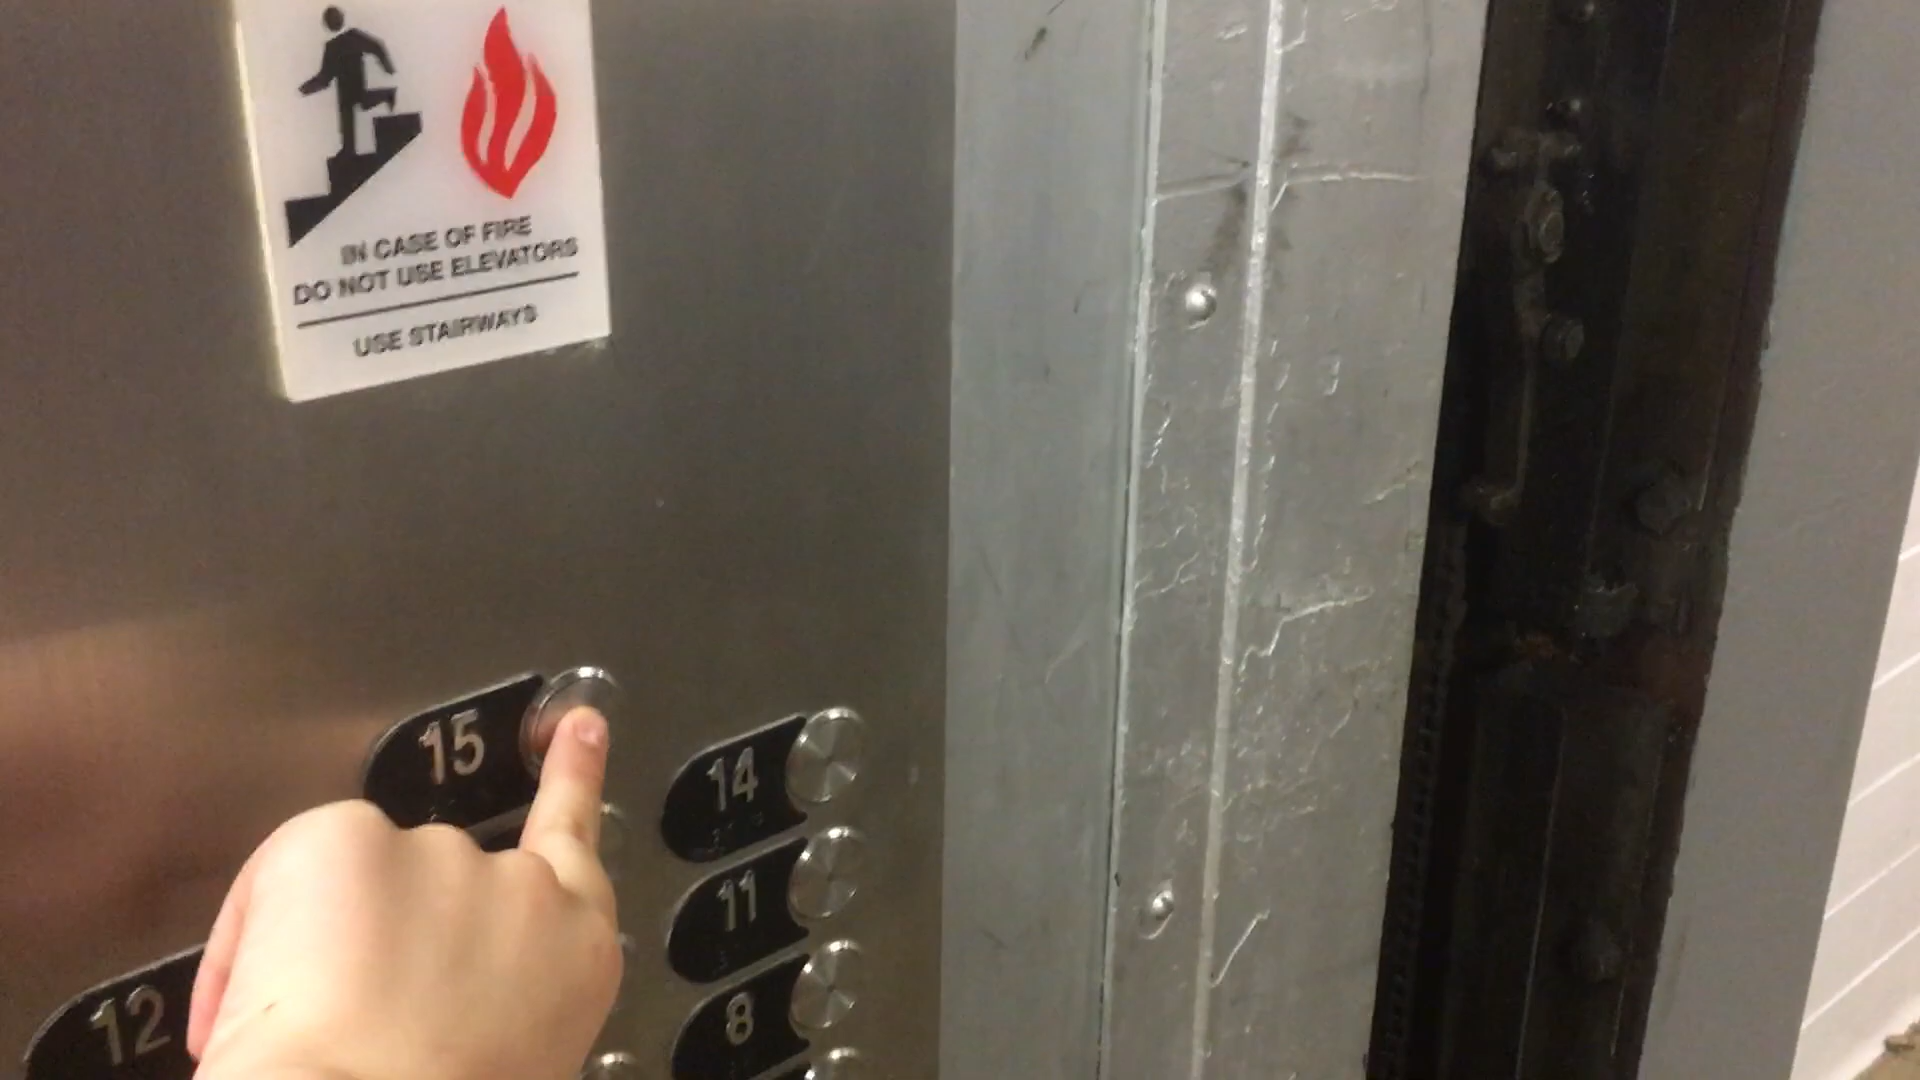 IN CASE OF FIRE
DO NOT USE ELEVATORS
USE STAIRWAYS
15
14
11
12
8